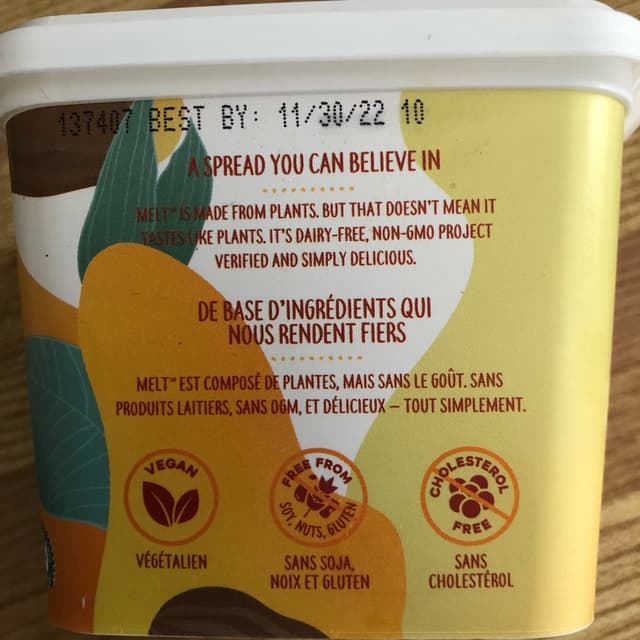 137407 BEST BY: 11/30/22 10
A SPREAD YOU CAN BELIEVE IN
MELT™ IS MADE FROM PLANTS. BUT THAT DOESN'T MEAN IT
TASTES LIKE PLANTS. IT'S DAIRY-FREE, NON-GMO PROJECT
VERIFIED AND SIMPLY DELICIOUS.
DE BASE D'INGRÉDIENTS QUI
NOUS RENDENT FIERS
MELT™ EST COMPOSÉ DE PLANTES, MAIS SANS LE GOÛT. SANS
PRODUITS LAITIERS, SANS OGM, ET DÉLICIEUX – TOUT SIMPLEMENT.
VEGAN
VÉGÉTALIEN
FREE FROM
SOY, NUTS, GLUTEN
SANS SOJA,
NOIX ET GLUTEN
CHOLESTEROL
FREE
SANS
CHOLESTÉROL